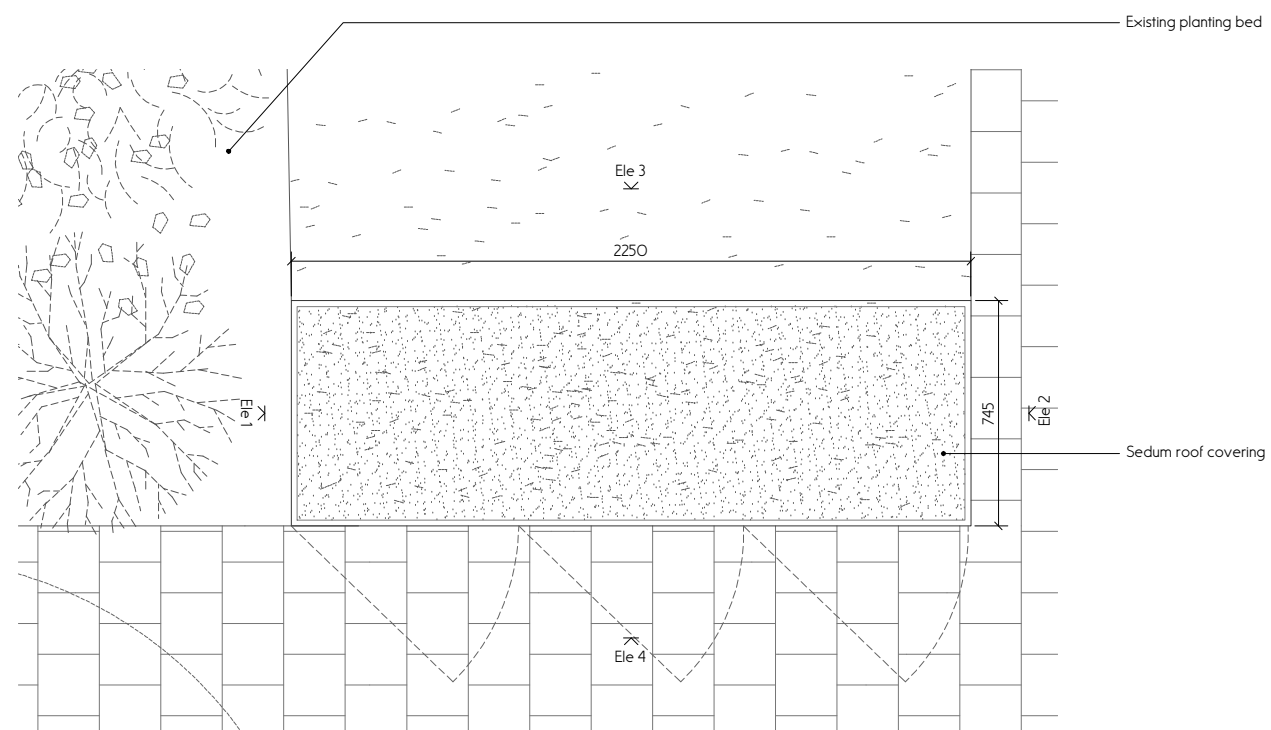 Existing planting bed
Ele 3
2250
Ele 1
745
Ele 2
Sedum roof covering
Ele 4